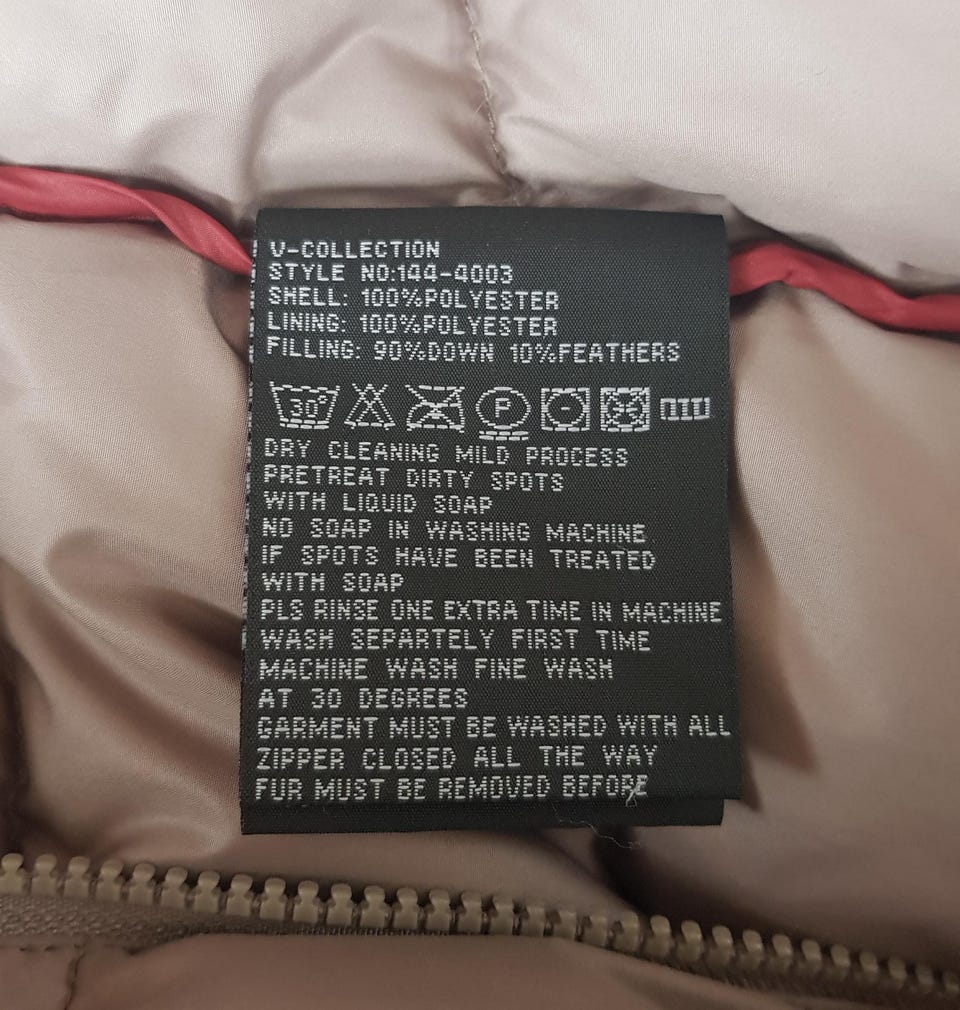 V-COLLECTION
STYLE NO:144-4003
SHELL: 100%POLYESTER
LINING: 100%POLYESTER
FILLING: 90%DOWN 10%FEATHERS
30° P
DRY CLEANING MILD PROCESS
PRETREAT DIRTY SPOTS
WITH LIQUID SOAP
NO SOAP IN WASHING MACHINE
IF SPOTS HAVE BEEN TREATED
WITH SOAP
PLS RINSE ONE EXTRA TIME IN MACHINE
WASH SEPARTELY FIRST TIME
MACHINE WASH FINE WASH
AT 30 DEGREES
GARMENT MUST BE WASHED WITH ALL
ZIPPER CLOSED ALL THE WAY
FUR MUST BE REMOVED BEFORE